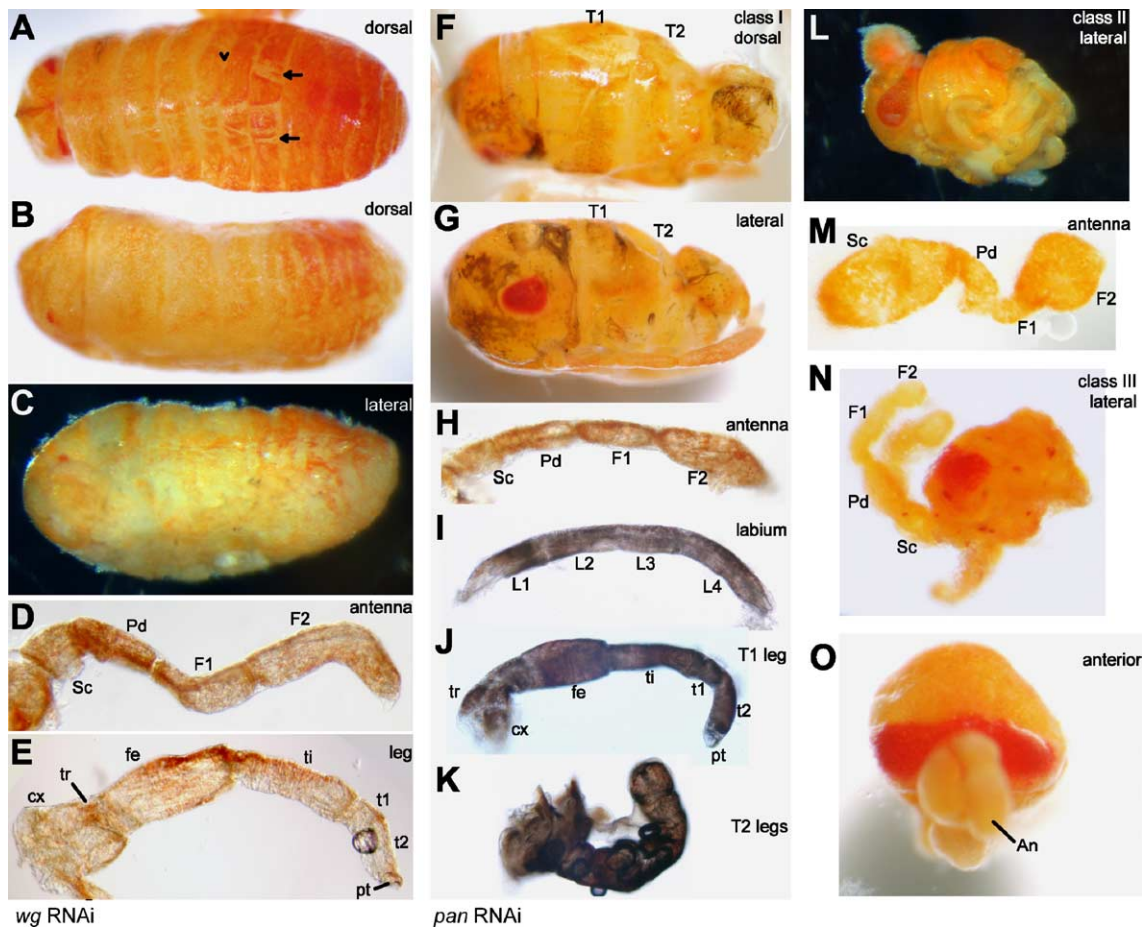 A
dorsal
B
dorsal
C
lateral
D
antenna
Pd
F2
F1
Sc
E
leg
fe
ti
tr
cx
t1
t2
pt
wg RNAi
F
T1
T2
class I
dorsal
G
T1
lateral
T2
H
antenna
Sc
Pd
F1
F2
I
labium
L1
L2
L3
L4
J
T1 leg
tr
fe
ti
t1
cx
t2
pt
K
T2 legs
pan RNAi
L
class II
lateral
M
antenna
Sc
Pd
F2
F1
N
F2
class III
lateral
F1
Pd
Sc
O
anterior
An